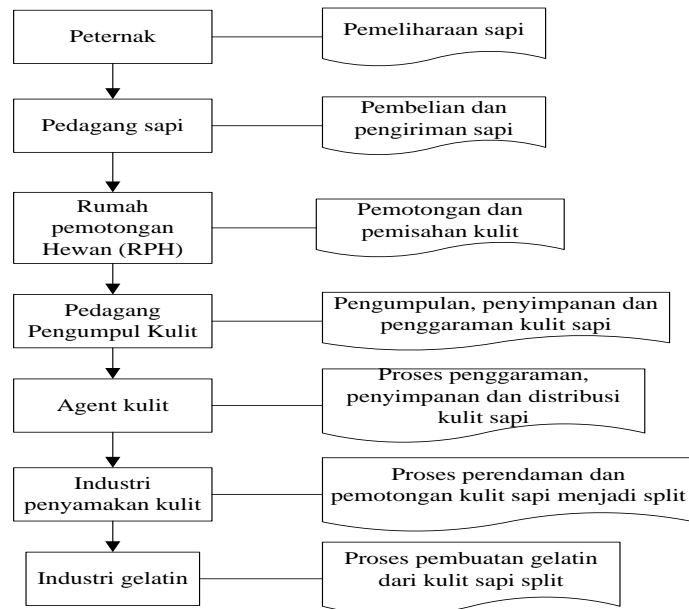 Peternak
Pemeliharaan sapi
Pedagang sapi
Pembelian dan
pengiriman sapi
Rumah
pemotongan
Hewan (RPH)
Pemotongan dan
pemisahan kulit
Pedagang
Pengumpul Kulit
Pengumpulan, penyimpanan dan
penggaraman kulit sapi
Agent kulit
Proses penggaraman,
penyimpanan dan distribusi
kulit sapi
Industri
penyamakan kulit
Proses perendaman dan
pemotongan kulit sapi menjadi split
Industri gelatin
Proses pembuatan gelatin
dari kulit sapi split